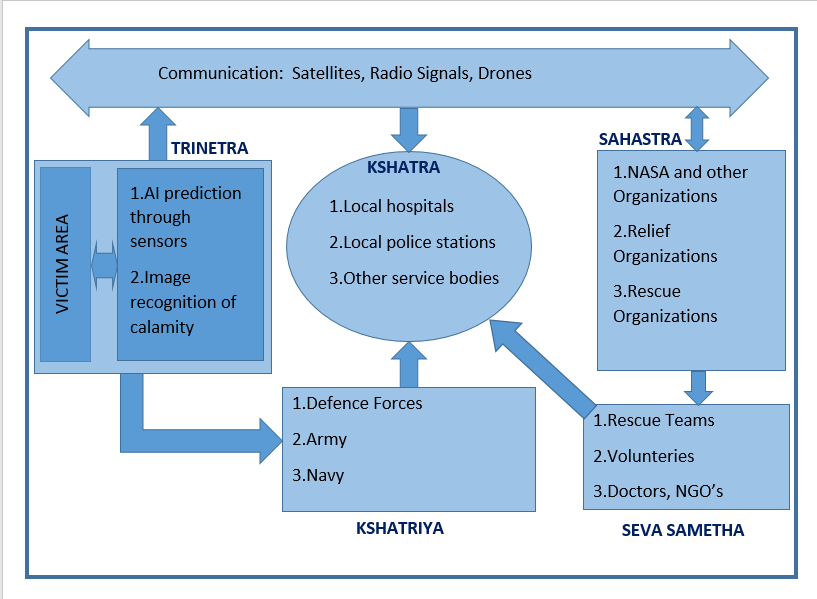 Communication:  Satellites, Radio Signals, Drones
TRINETRA
VICTIM AREA
1.AI prediction
through
sensors
2.Image
recognition of
calamity
KSHATRA
1.Local hospitals
2.Local police stations
3.Other service bodies
SAHASTRA
1.NASA and other
Organizations
2.Relief
Organizations
3.Rescue
Organizations
1.Defence Forces
2.Army
3.Navy
KSHATRIYA
1.Rescue Teams
2.Volunteries
3.Doctors, NGO’s
SEVA SAMETHA